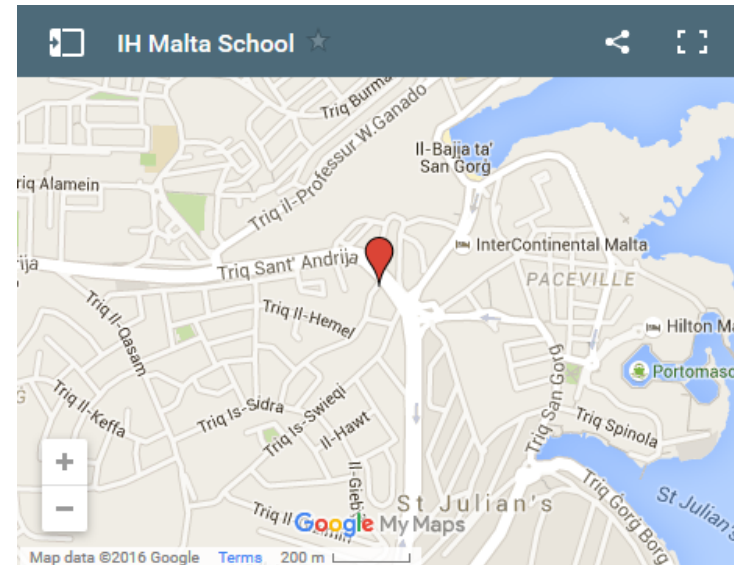 IH Malta School
Triq Burma
Triq il-Professur W.Ganado
Il-Bajja ta'
San Ġorġ
riq Alamein
InterContinental Malta
ija
Triq Sant' Andrija
PACEVILLE
Triq Il-Qasam
Triq Il-Hemel
Hilton Ma
Portomaso
Triq San Ġorġ
Triq Il-Keffa
Triq Is-Sidra
Triq Is-Swieqi
Il-Hawt
Triq Spinola
Il-Gieb
Triq Il
St Julian's
Triq Ġorġ Borg
St Julian's
Google My Maps
Map data ©2016 Google
Terms
200 m